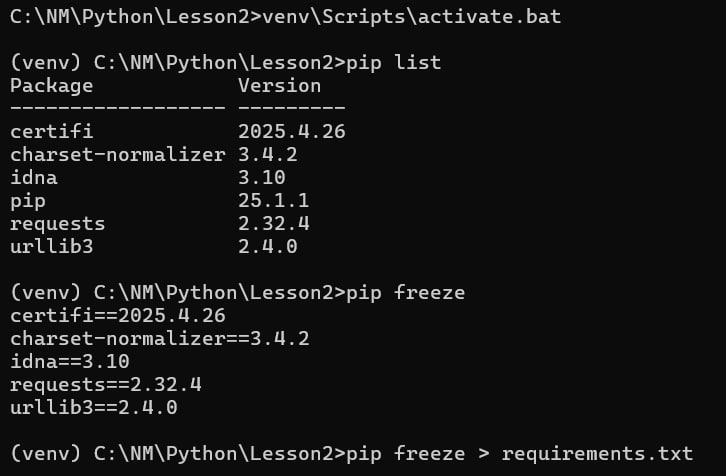 C:\NM\Python\Lesson2>venv\Scripts\activate.bat
(venv) C:\NM\Python\Lesson2>pip list
Package            Version
------------------ ---------
certifi            2025.4.26
charset-normalizer 3.4.2
idna               3.10
pip                25.1.1
requests           2.32.4
urllib3            2.4.0
(venv) C:\NM\Python\Lesson2>pip freeze
certifi==2025.4.26
charset-normalizer==3.4.2
idna==3.10
requests==2.32.4
urllib3==2.4.0
(venv) C:\NM\Python\Lesson2>pip freeze > requirements.txt